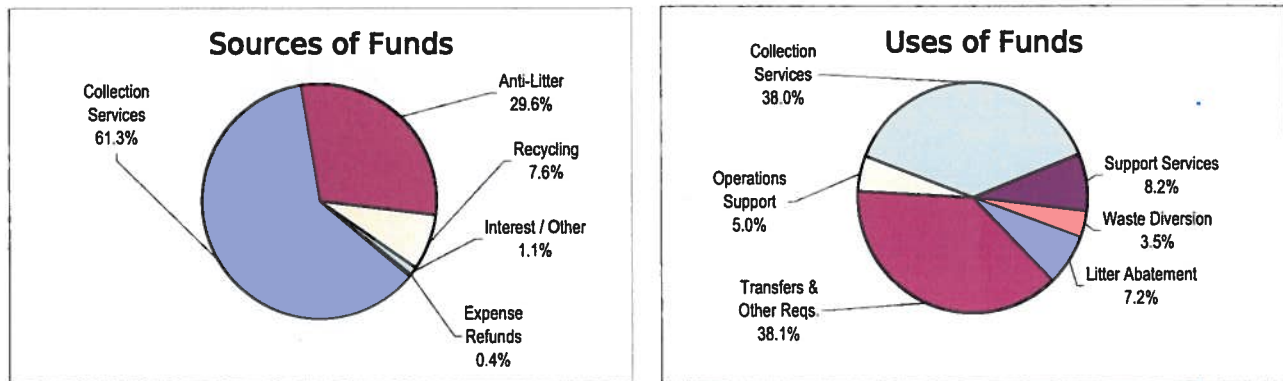 Sources of Funds
Collection
Services
61.3%
Anti-Litter
29.6%
Recycling
7.6%
Interest / Other
1.1%
Expense
Refunds
0.4%
Uses of Funds
Collection
Services
38.0%
Support Services
8.2%
Waste Diversion
3.5%
Litter Abatement
7.2%
Transfers &
Other Reqs.
38.1%
Operations
Support
5.0%